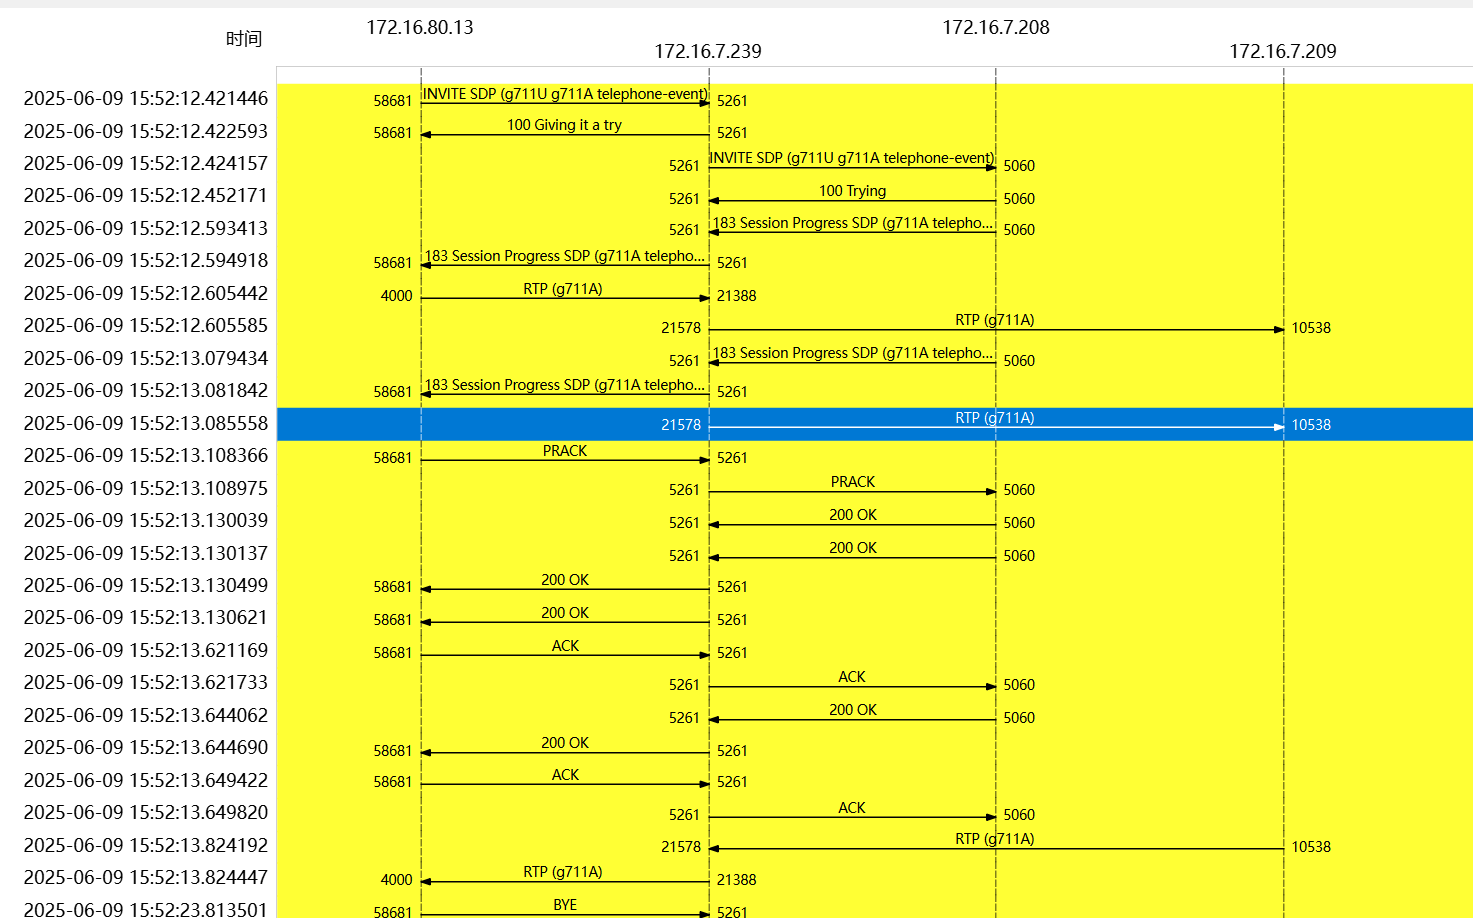 172.16.80.13 172.16.7.208
时间 172.16.7.239 172.16.7.209
2025-06-09 15:52:12.421446 58681 INVITE SDP (g711U g711A telephone-event) 5261
2025-06-09 15:52:12.422593 58681 100 Giving it a try 5261
2025-06-09 15:52:12.424157 5261 INVITE SDP (g711U g711A telephone-event) 5060
2025-06-09 15:52:12.452171 5261 100 Trying 5060
2025-06-09 15:52:12.593413 5261 183 Session Progress SDP (g711A telepho... 5060
2025-06-09 15:52:12.594918 58681 183 Session Progress SDP (g711A telepho... 5261
2025-06-09 15:52:12.605442 4000 RTP (g711A) 21388
2025-06-09 15:52:12.605585 21578 RTP (g711A) 10538
2025-06-09 15:52:13.079434 5261 183 Session Progress SDP (g711A telepho... 5060
2025-06-09 15:52:13.081842 58681 183 Session Progress SDP (g711A telepho... 5261
2025-06-09 15:52:13.085558 21578 RTP (g711A) 10538
2025-06-09 15:52:13.108366 58681 PRACK 5261
2025-06-09 15:52:13.108975 5261 PRACK 5060
2025-06-09 15:52:13.130039 5261 200 OK 5060
2025-06-09 15:52:13.130137 5261 200 OK 5060
2025-06-09 15:52:13.130499 58681 200 OK 5261
2025-06-09 15:52:13.130621 58681 200 OK 5261
2025-06-09 15:52:13.621169 58681 ACK 5261
2025-06-09 15:52:13.621733 5261 ACK 5060
2025-06-09 15:52:13.644062 5261 200 OK 5060
2025-06-09 15:52:13.644690 58681 200 OK 5261
2025-06-09 15:52:13.649422 58681 ACK 5261
2025-06-09 15:52:13.649820 5261 ACK 5060
2025-06-09 15:52:13.824192 21578 RTP (g711A) 10538
2025-06-09 15:52:13.824447 4000 RTP (g711A) 21388
2025-06-09 15:52:23.813501 58681 BYE 5261